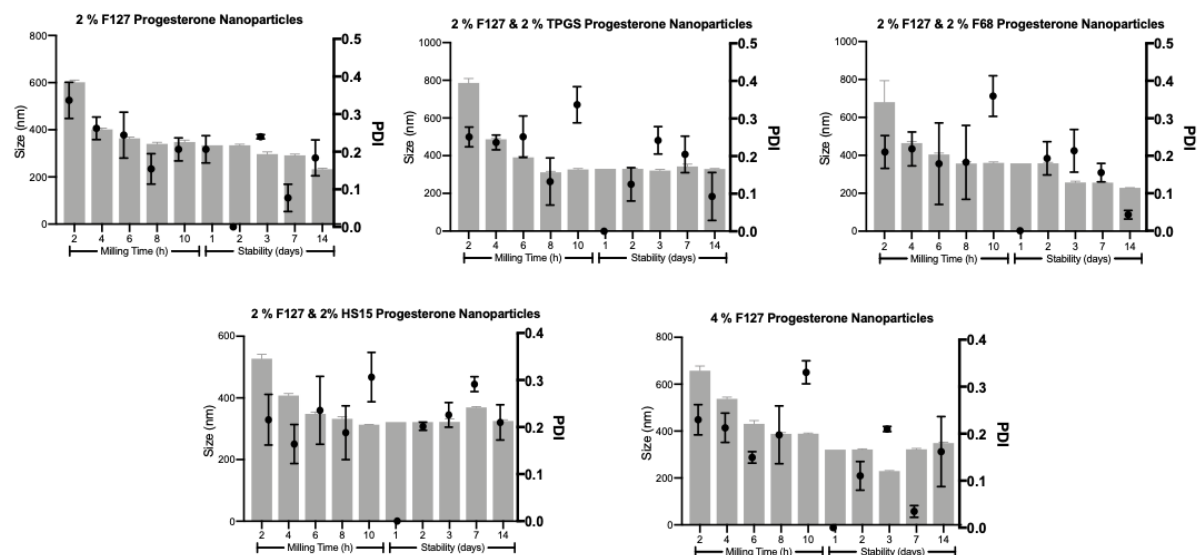 2 % F127 Progesterone Nanoparticles
Size (nm)
800
600
400
200
0
0.5
0.4
0.3
0.2
0.1
0.0
PDI
2 4 6 8 10 1 2 3 7 14
Milling Time (h) Stability (days)
2 % F127 & 2 % TPGS Progesterone Nanoparticles
Size (nm)
1000
800
600
400
200
0
0.5
0.4
0.3
0.2
0.1
0.0
PDI
2 4 6 8 10 1 2 3 7 14
Milling Time (h) Stability (days)
2 % F127 & 2 % F68 Progesterone Nanoparticles
Size (nm)
1000
800
600
400
200
0
0.5
0.4
0.3
0.2
0.1
0.0
PDI
2 4 6 8 10 1 2 3 7 14
Milling Time (h) Stability (days)
2 % F127 & 2% HS15 Progesterone Nanoparticles
Size (nm)
600
400
200
0
0.4
0.3
0.2
0.1
0.0
PDI
2 4 6 8 10 1 2 3 7 14
Milling Time (h) Stability (days)
4 % F127 Progesterone Nanoparticles
Size (nm)
800
600
400
200
0
0.4
0.3
0.2
0.1
0.0
PDI
2 4 6 8 10 1 2 3 7 14
Milling Time (h) Stability (days)